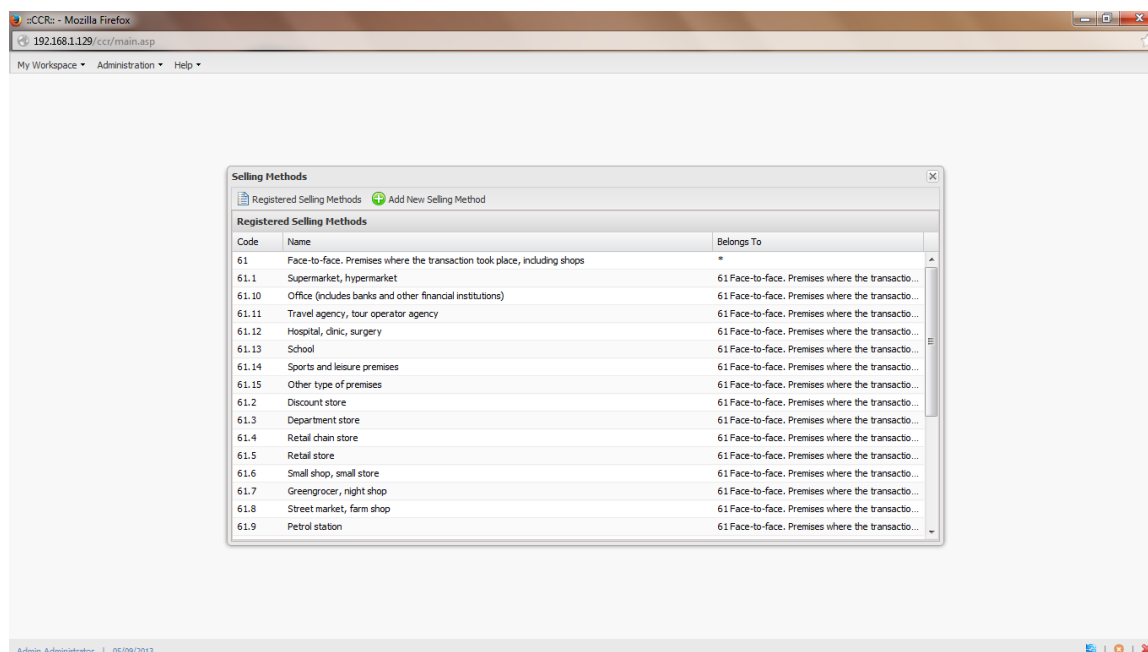 ::CCR:: - Mozilla Firefox
192.168.1.129/ccr/main.asp
My Workspace Administration Help
Selling Methods
Registered Selling Methods Add New Selling Method
Registered Selling Methods
Code Name Belongs To
61 Face-to-face. Premises where the transaction took place, including shops *
61.1 Supermarket, hypermarket 61 Face-to-face. Premises where the transactio...
61.10 Office (includes banks and other financial institutions) 61 Face-to-face. Premises where the transactio...
61.11 Travel agency, tour operator agency 61 Face-to-face. Premises where the transactio...
61.12 Hospital, clinic, surgery 61 Face-to-face. Premises where the transactio...
61.13 School 61 Face-to-face. Premises where the transactio...
61.14 Sports and leisure premises 61 Face-to-face. Premises where the transactio...
61.15 Other type of premises 61 Face-to-face. Premises where the transactio...
61.2 Discount store 61 Face-to-face. Premises where the transactio...
61.3 Department store 61 Face-to-face. Premises where the transactio...
61.4 Retail chain store 61 Face-to-face. Premises where the transactio...
61.5 Retail store 61 Face-to-face. Premises where the transactio...
61.6 Small shop, small store 61 Face-to-face. Premises where the transactio...
61.7 Greengrocer, night shop 61 Face-to-face. Premises where the transactio...
61.8 Street market, farm shop 61 Face-to-face. Premises where the transactio...
61.9 Petrol station 61 Face-to-face. Premises where the transactio...
Admin Administrator | 05/09/2013